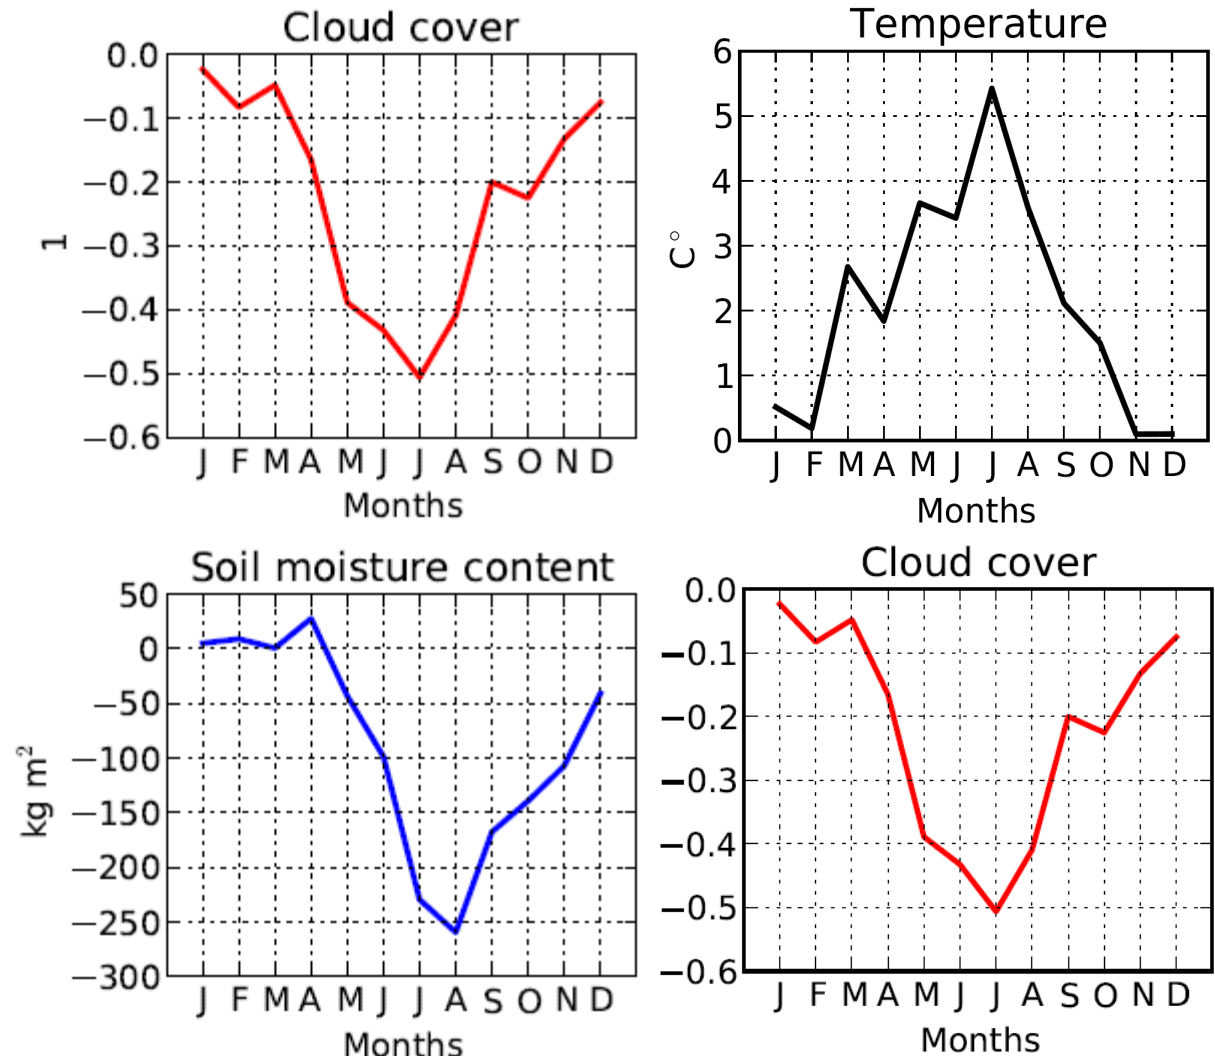 Cloud cover
0.0
−0.1
−0.2
−0.3
−0.4
−0.5
−0.6
1
J F M A M J J A S O N D
Months
Temperature
6
5
4
3
2
1
0
C°
J F M A M J J A S O N D
Months
Soil moisture content
50
0
−50
−100
−150
−200
−250
−300
kg m²
J F M A M J J A S O N D
Months
Cloud cover
0.0
−0.1
−0.2
−0.3
−0.4
−0.5
−0.6
J F M A M J J A S O N D
Months